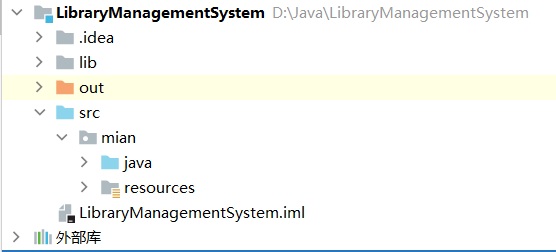 LibraryManagementSystem D:\Java\LibraryManagementSystem
.idea
lib
out
src
mian
java
resources
LibraryManagementSystem.iml
外部库